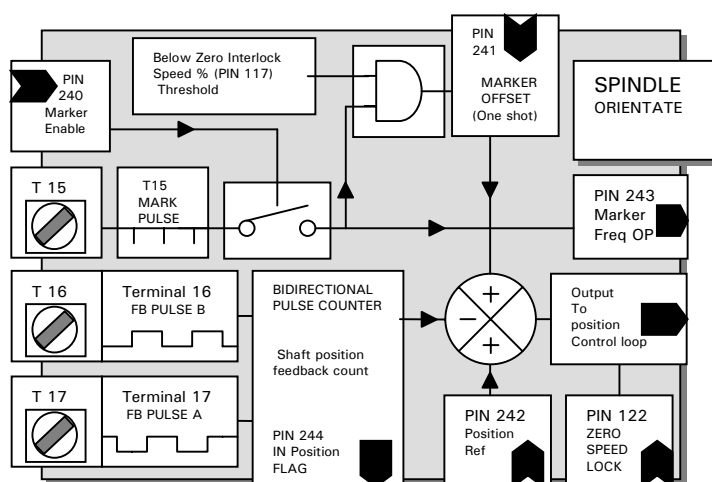 Below Zero Interlock
Speed % (PIN 117)
Threshold
PIN
241
MARKER
OFFSET
(One shot)
SPINDLE
ORIENTATE
PIN
240
Marker
Enable
T 15
T15
MARK
PULSE
PIN 243
Marker
Freq OP
T 16
Terminal 16
FB PULSE B
BIDIRECTIONAL
PULSE COUNTER
Shaft position
feedback count
PIN 244
IN Position
FLAG
+
−
+
Output
To
position
Control loop
T 17
Terminal 17
FB PULSE A
PIN 242
Position
Ref
PIN 122
ZERO
SPEED
LOCK